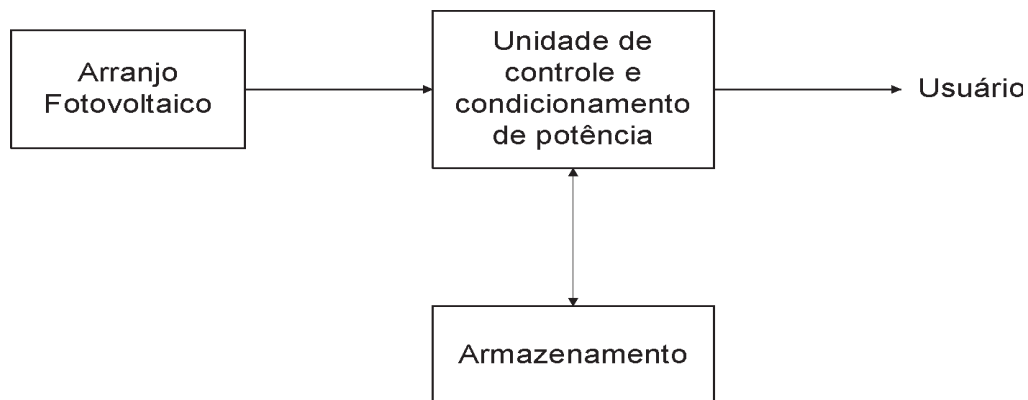 Arranjo
Fotovoltaico
Unidade de
controle e
condicionamento
de potência
Usuário
Armazenamento